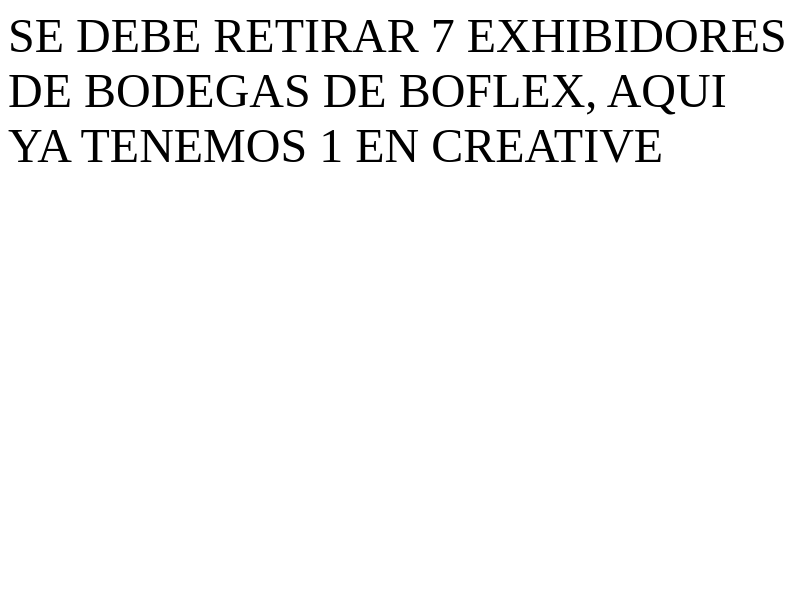 SE DEBE RETIRAR 7 EXHIBIDORES
DE BODEGAS DE BOFLEX, AQUI
YA TENEMOS 1 EN CREATIVE